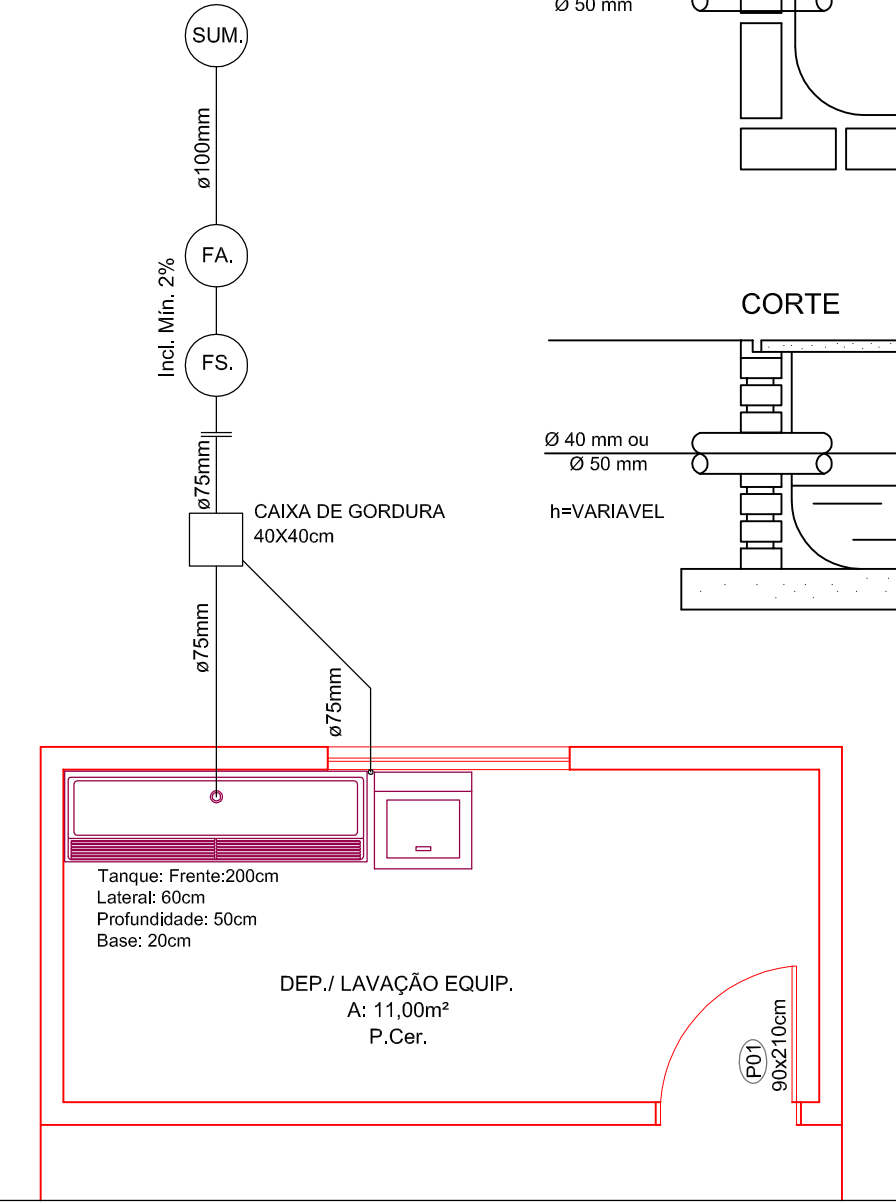 Ø 50 mm
SUM.
ø100mm
FA.
Incl. Mín. 2%
FS.
ø75mm
CAIXA DE GORDURA
40X40cm
ø75mm
ø75mm
CORTE
Ø 40 mm ou
Ø 50 mm
h=VARIAVEL
Tanque: Frente:200cm
Lateral: 60cm
Profundidade: 50cm
Base: 20cm
DEP./ LAVAÇÃO EQUIP.
A: 11,00m²
P.Cer.
P01
90x210cm